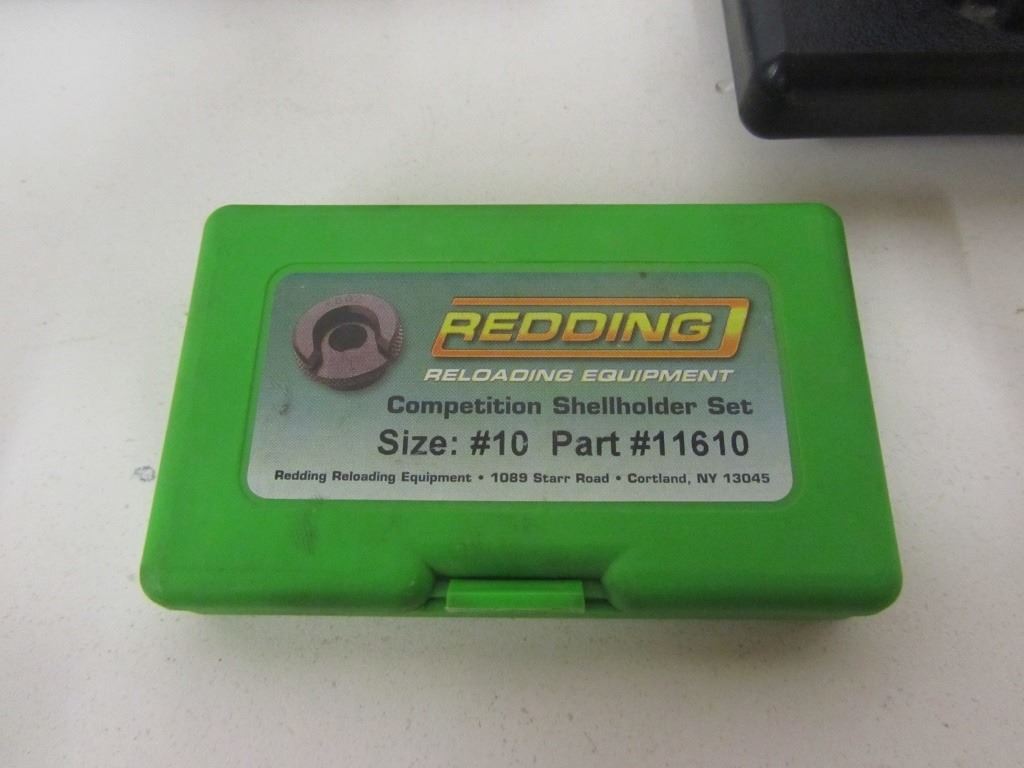 REDDING
RELOADING EQUIPMENT
Competition Shellholder Set
Size: #10 Part #11610
Redding Reloading Equipment • 1089 Starr Road • Cortland, NY 13045